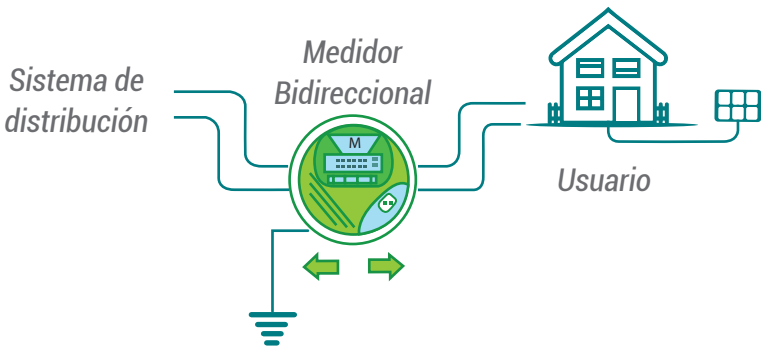 Sistema de
distribución
Medidor
Bidireccional
M
Usuario